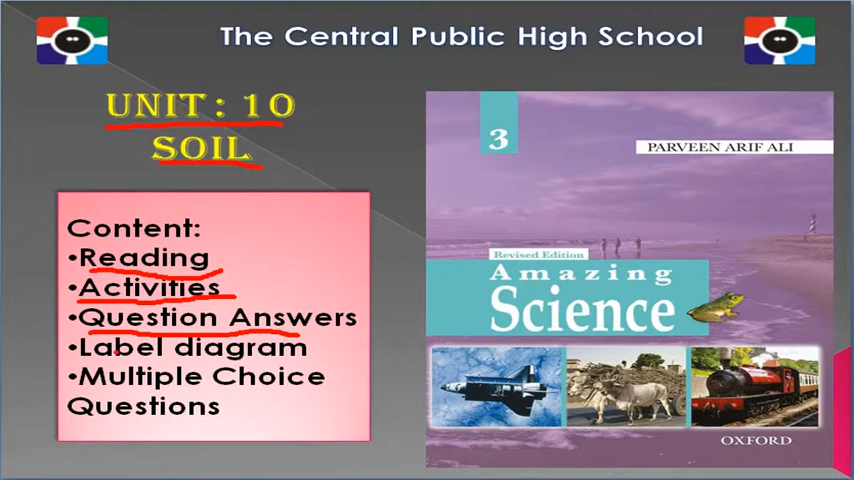 The Central Public High School
UNIT : 10
SOIL
Content:
•Reading
•Activities
•Question Answers
•Label diagram
•Multiple Choice
Questions
3
PARVEEN ARIF ALI
Revised Edition
Amazing
Science
OXFORD